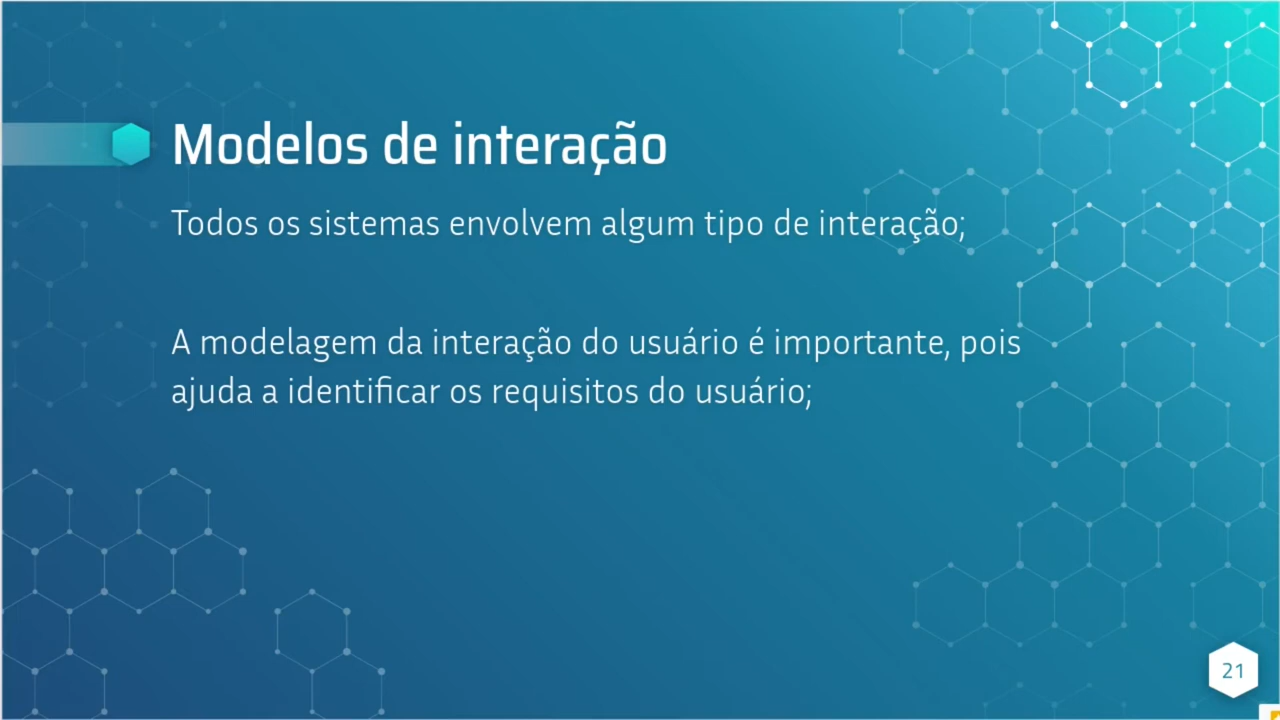 Modelos de interação
Todos os sistemas envolvem algum tipo de interação;
A modelagem da interação do usuário é importante, pois
ajuda a identificar os requisitos do usuário;
21